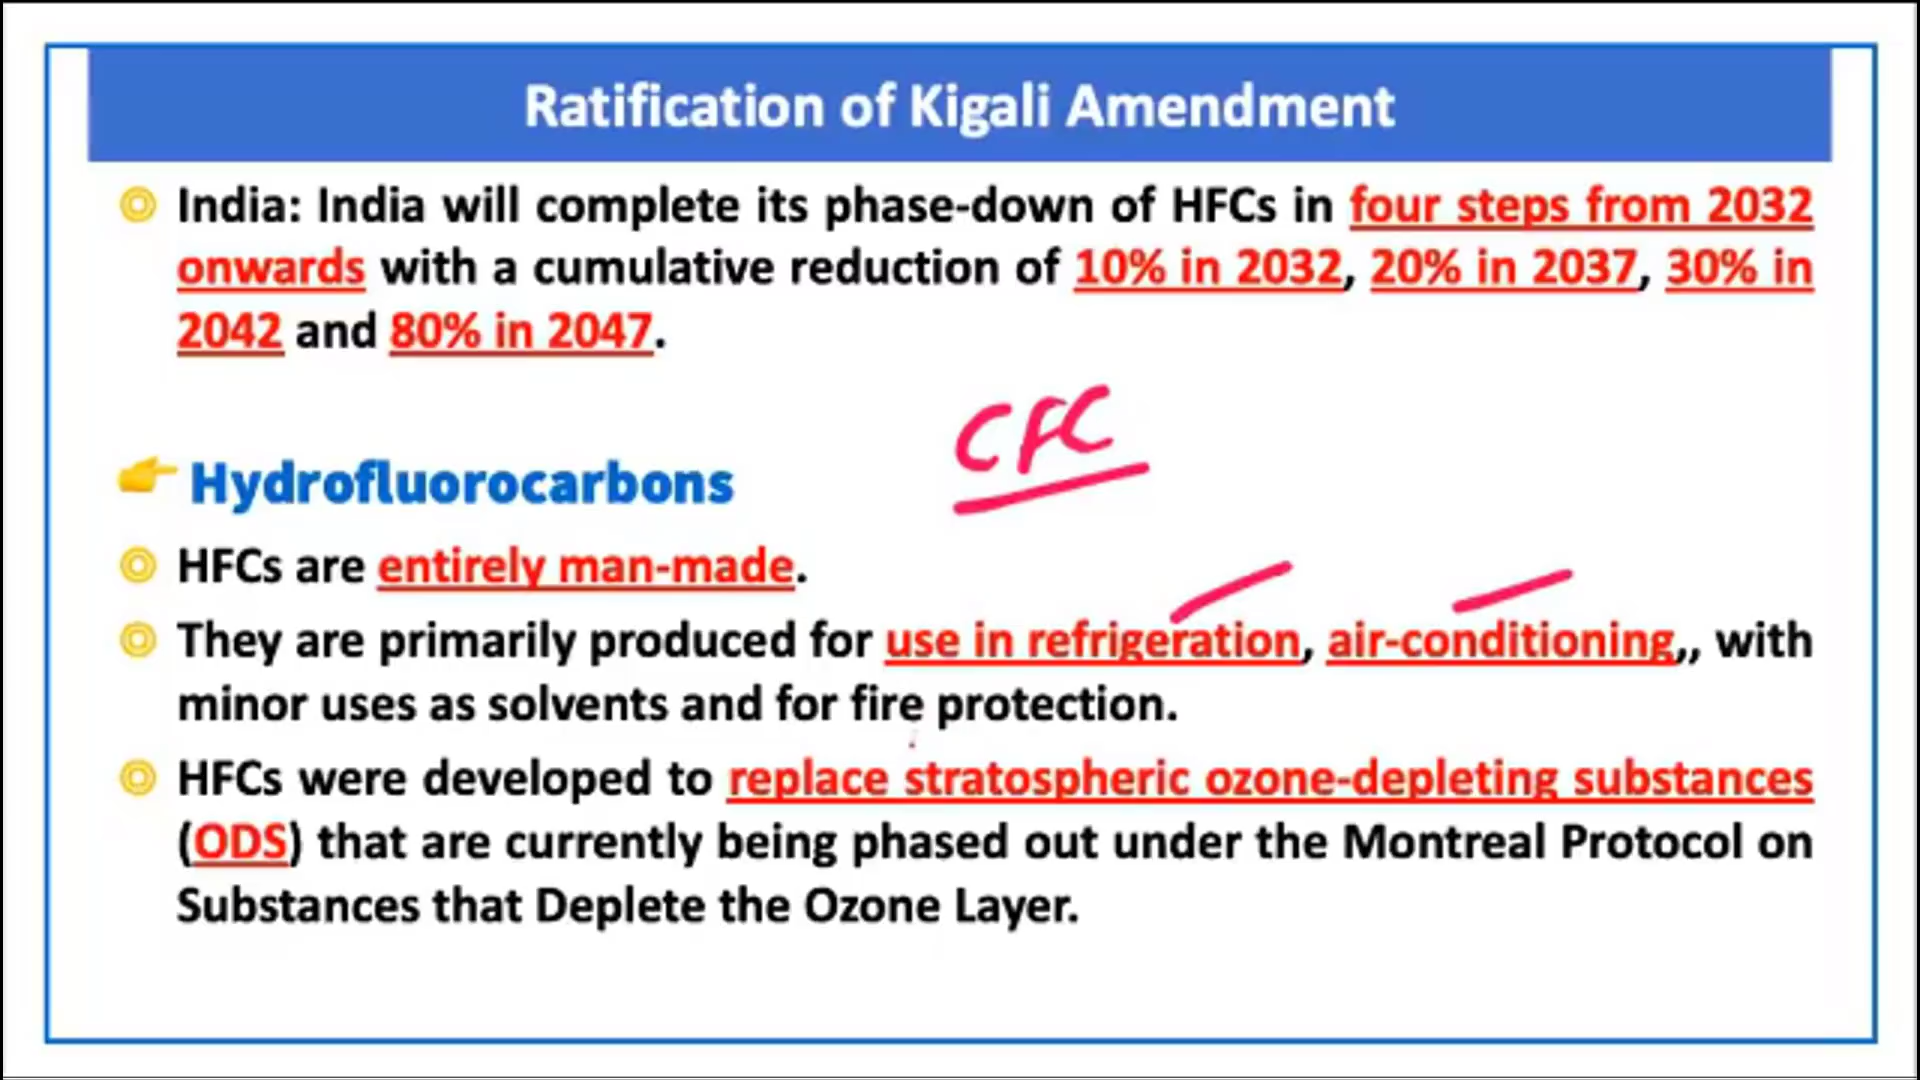 Ratification of Kigali Amendment
India: India will complete its phase-down of HFCs in four steps from 2032
onwards with a cumulative reduction of 10% in 2032, 20% in 2037, 30% in
2042 and 80% in 2047.
CFC
Hydrofluorocarbons
HFCs are entirely man-made.
They are primarily produced for use in refrigeration, air-conditioning,, with
minor uses as solvents and for fire protection.
HFCs were developed to replace stratospheric ozone-depleting substances
(ODS) that are currently being phased out under the Montreal Protocol on
Substances that Deplete the Ozone Layer.